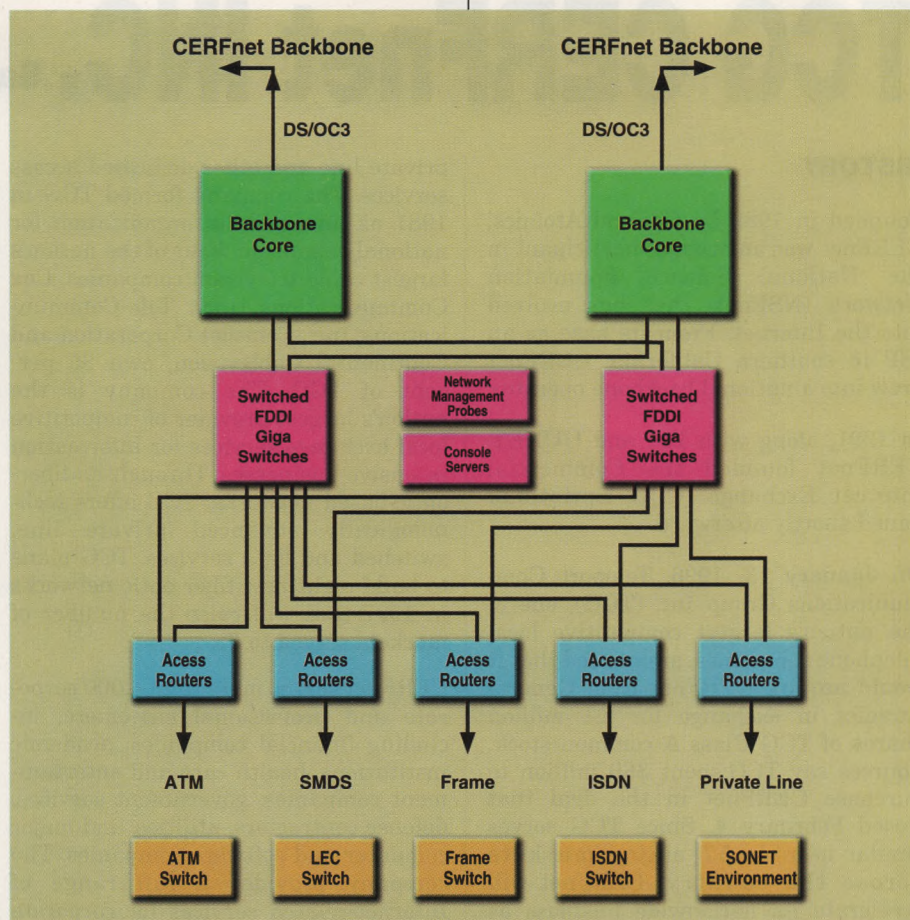 CERFnet Backbone
CERFnet Backbone
DS/OC3
DS/OC3
Backbone
Core
Backbone
Core
Switched
FDDI
Giga
Switches
Network
Management
Probes
Console
Servers
Switched
FDDI
Giga
Switches
Acess
Routers
Acess
Routers
Acess
Routers
Acess
Routers
Acess
Routers
ATM
SMDS
Frame
ISDN
Private Line
ATM
Switch
LEC
Switch
Frame
Switch
ISDN
Switch
SONET
Environment